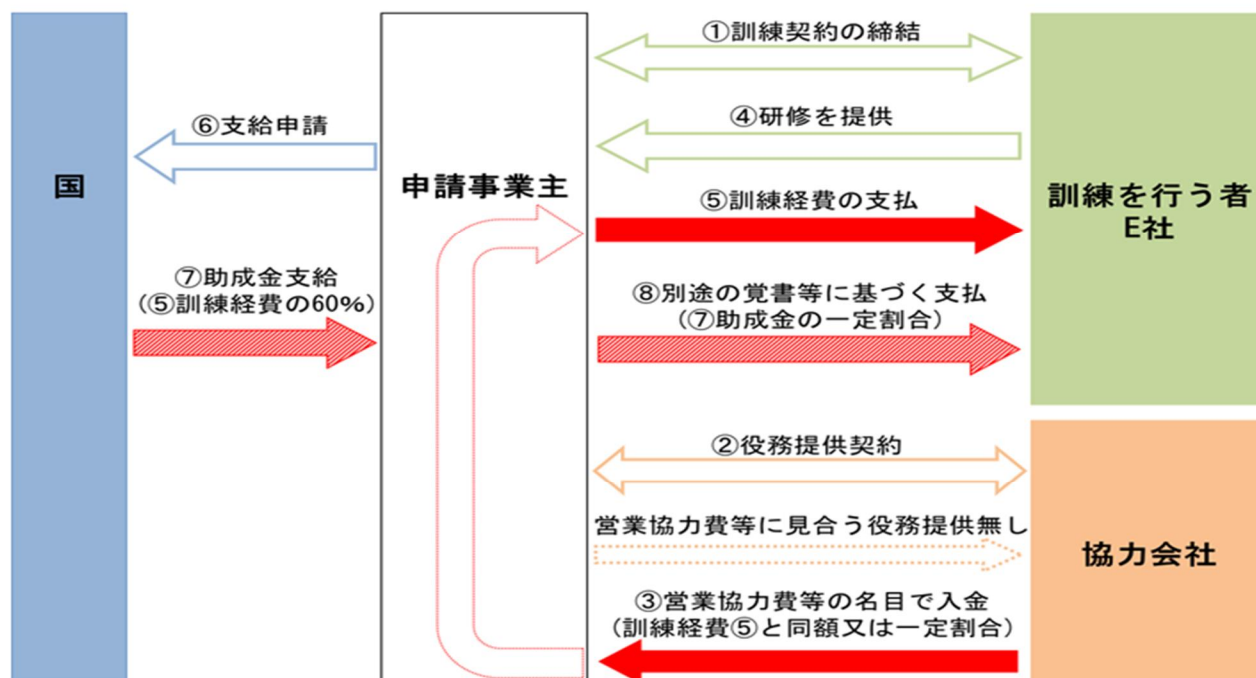 ①訓練契約の締結
④研修を提供
⑥支給申請
国
申請事業主
⑤訓練経費の支払
訓練を行う者
E社
⑦助成金支給
(⑤訓練経費の60%)
⑧別途の覚書等に基づく支払
(⑦助成金の一定割合)
②役務提供契約
営業協力費等に見合う役務提供無し
協力会社
③営業協力費等の名目で入金
(訓練経費⑤と同額又は一定割合)